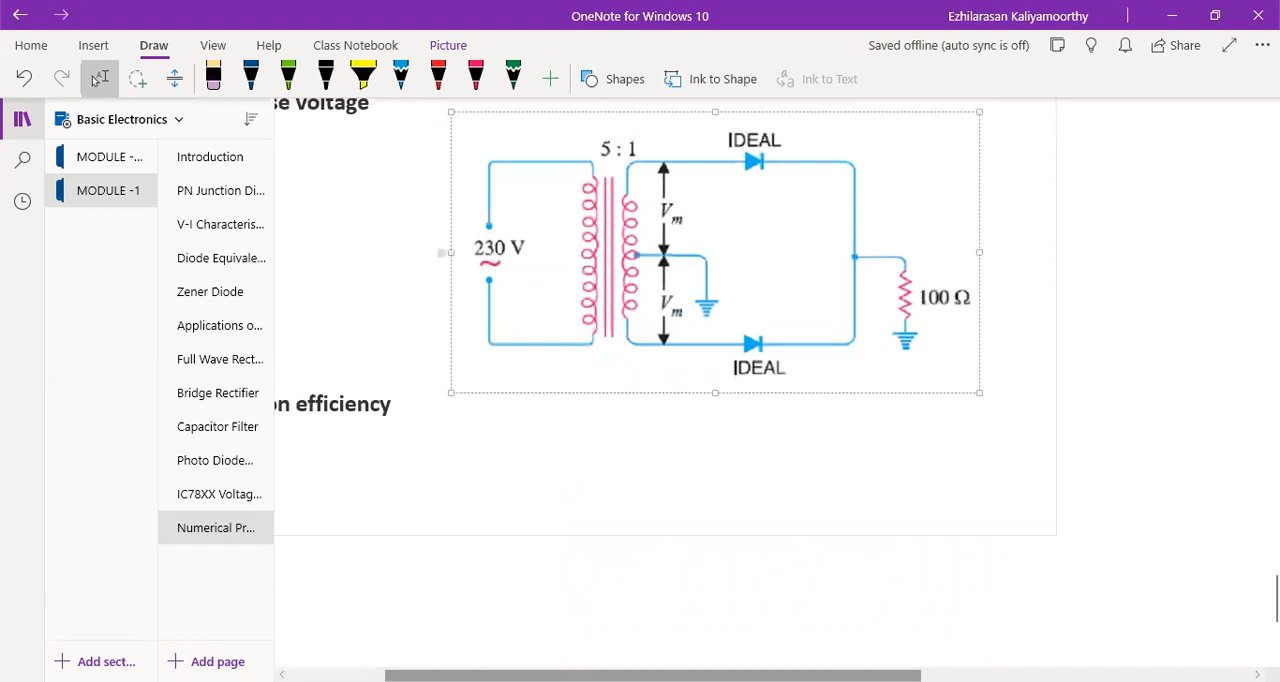 OneNote for Windows 10
Ezhilarasan Kaliyamoorthy
Home Insert Draw View Help Class Notebook Picture
Saved offline (auto sync is off)
Share
Shapes
Ink to Shape
Ink to Text
Basic Electronics
MODULE -...
MODULE -1
Introduction
PN Junction Di...
V-I Characteris...
Diode Equivale...
Zener Diode
Applications o...
Full Wave Rect...
Bridge Rectifier
Capacitor Filter
Photo Diode...
IC78XX Voltag...
Numerical Pr...
Add sect...
Add page
se voltage
5 : 1
IDEAL
Vm
230 V
Vm
100 Ω
IDEAL
on efficiency